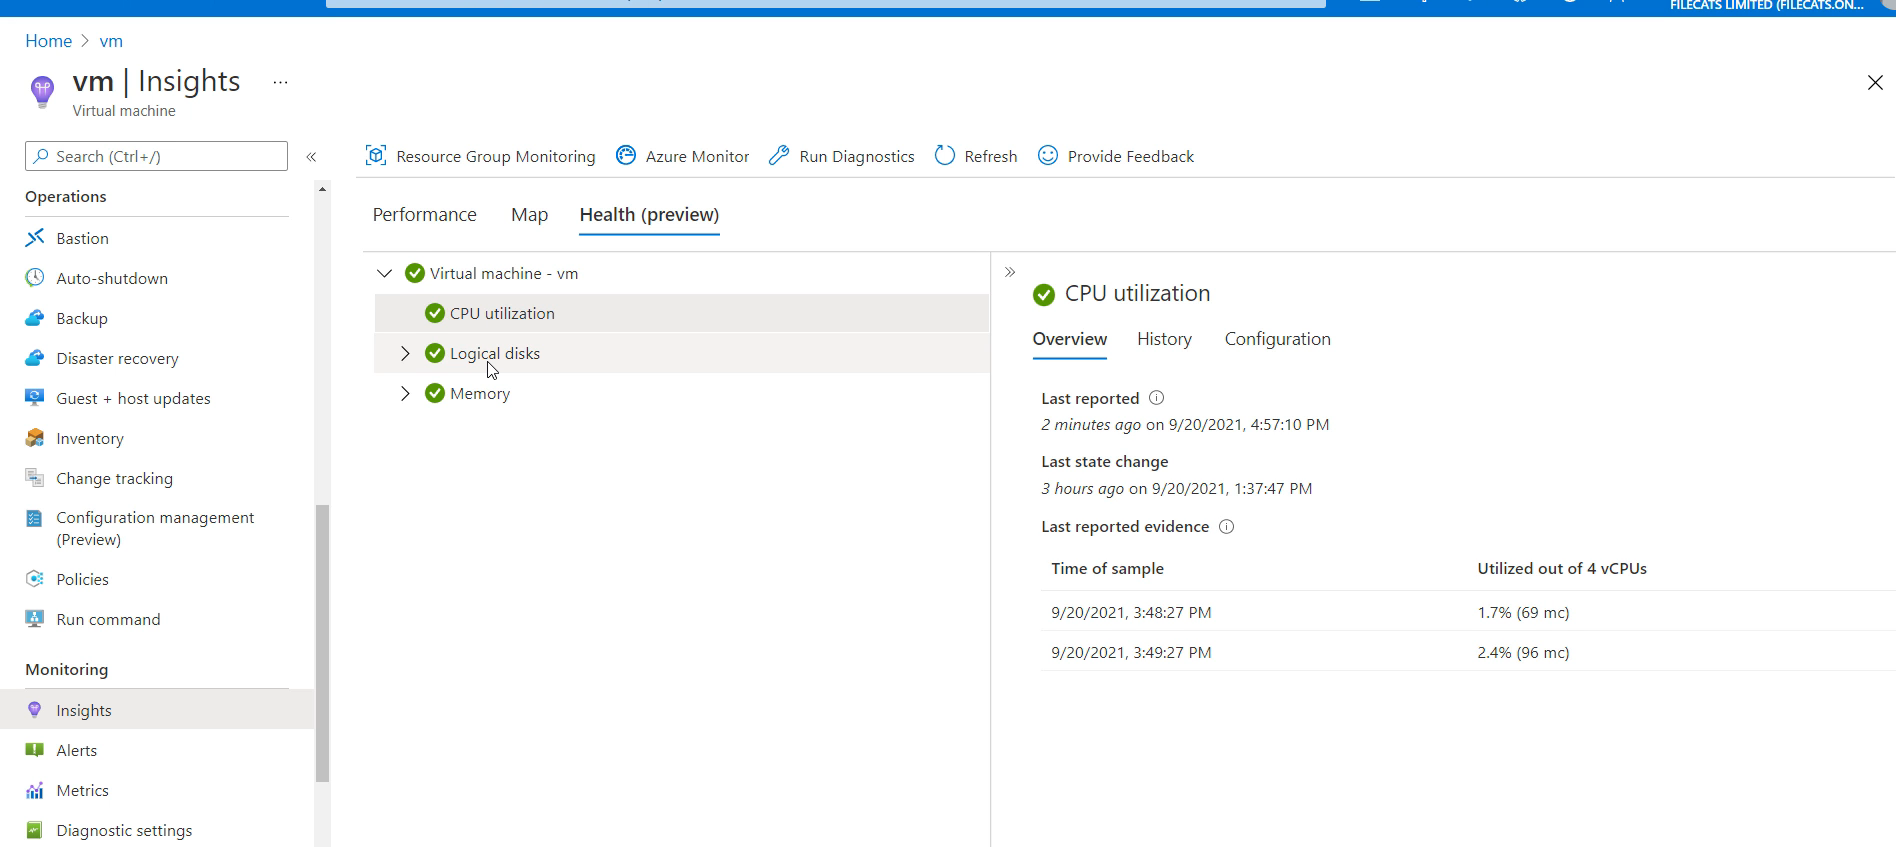 FILECATS LIMITED (FILECATS.ON...
Home > vm
vm | Insights ...
Virtual machine
Search (Ctrl+/)
«
Operations
Bastion
Auto-shutdown
Backup
Disaster recovery
Guest + host updates
Inventory
Change tracking
Configuration management
(Preview)
Policies
Run command
Monitoring
Insights
Alerts
Metrics
Diagnostic settings
Resource Group Monitoring
Azure Monitor
Run Diagnostics
Refresh
Provide Feedback
Performance
Map
Health (preview)
Virtual machine - vm
CPU utilization
Logical disks
Memory
»
CPU utilization
Overview
History
Configuration
Last reported
2 minutes ago on 9/20/2021, 4:57:10 PM
Last state change
3 hours ago on 9/20/2021, 1:37:47 PM
Last reported evidence
Time of sample
Utilized out of 4 vCPUs
9/20/2021, 3:48:27 PM
1.7% (69 mc)
9/20/2021, 3:49:27 PM
2.4% (96 mc)